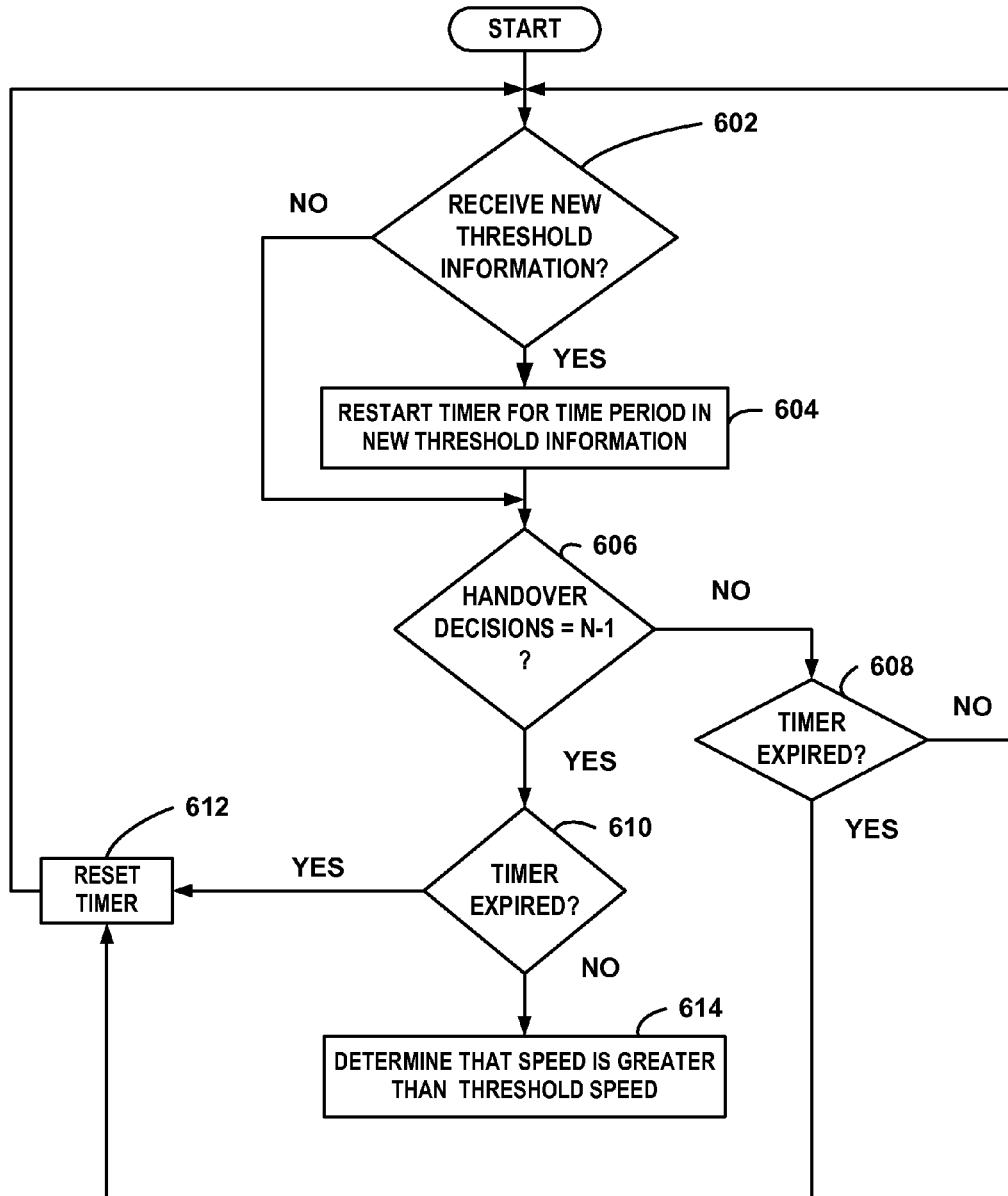 START
602
NO
RECEIVE NEW
THRESHOLD
INFORMATION?
YES
RESTART TIMER FOR TIME PERIOD IN
NEW THRESHOLD INFORMATION
604
606
HANDOVER
DECISIONS = N-1
?
NO
608
TIMER
EXPIRED?
NO
YES
YES
610
TIMER
EXPIRED?
YES
612
RESET
TIMER
NO
614
DETERMINE THAT SPEED IS GREATER
THAN THRESHOLD SPEED